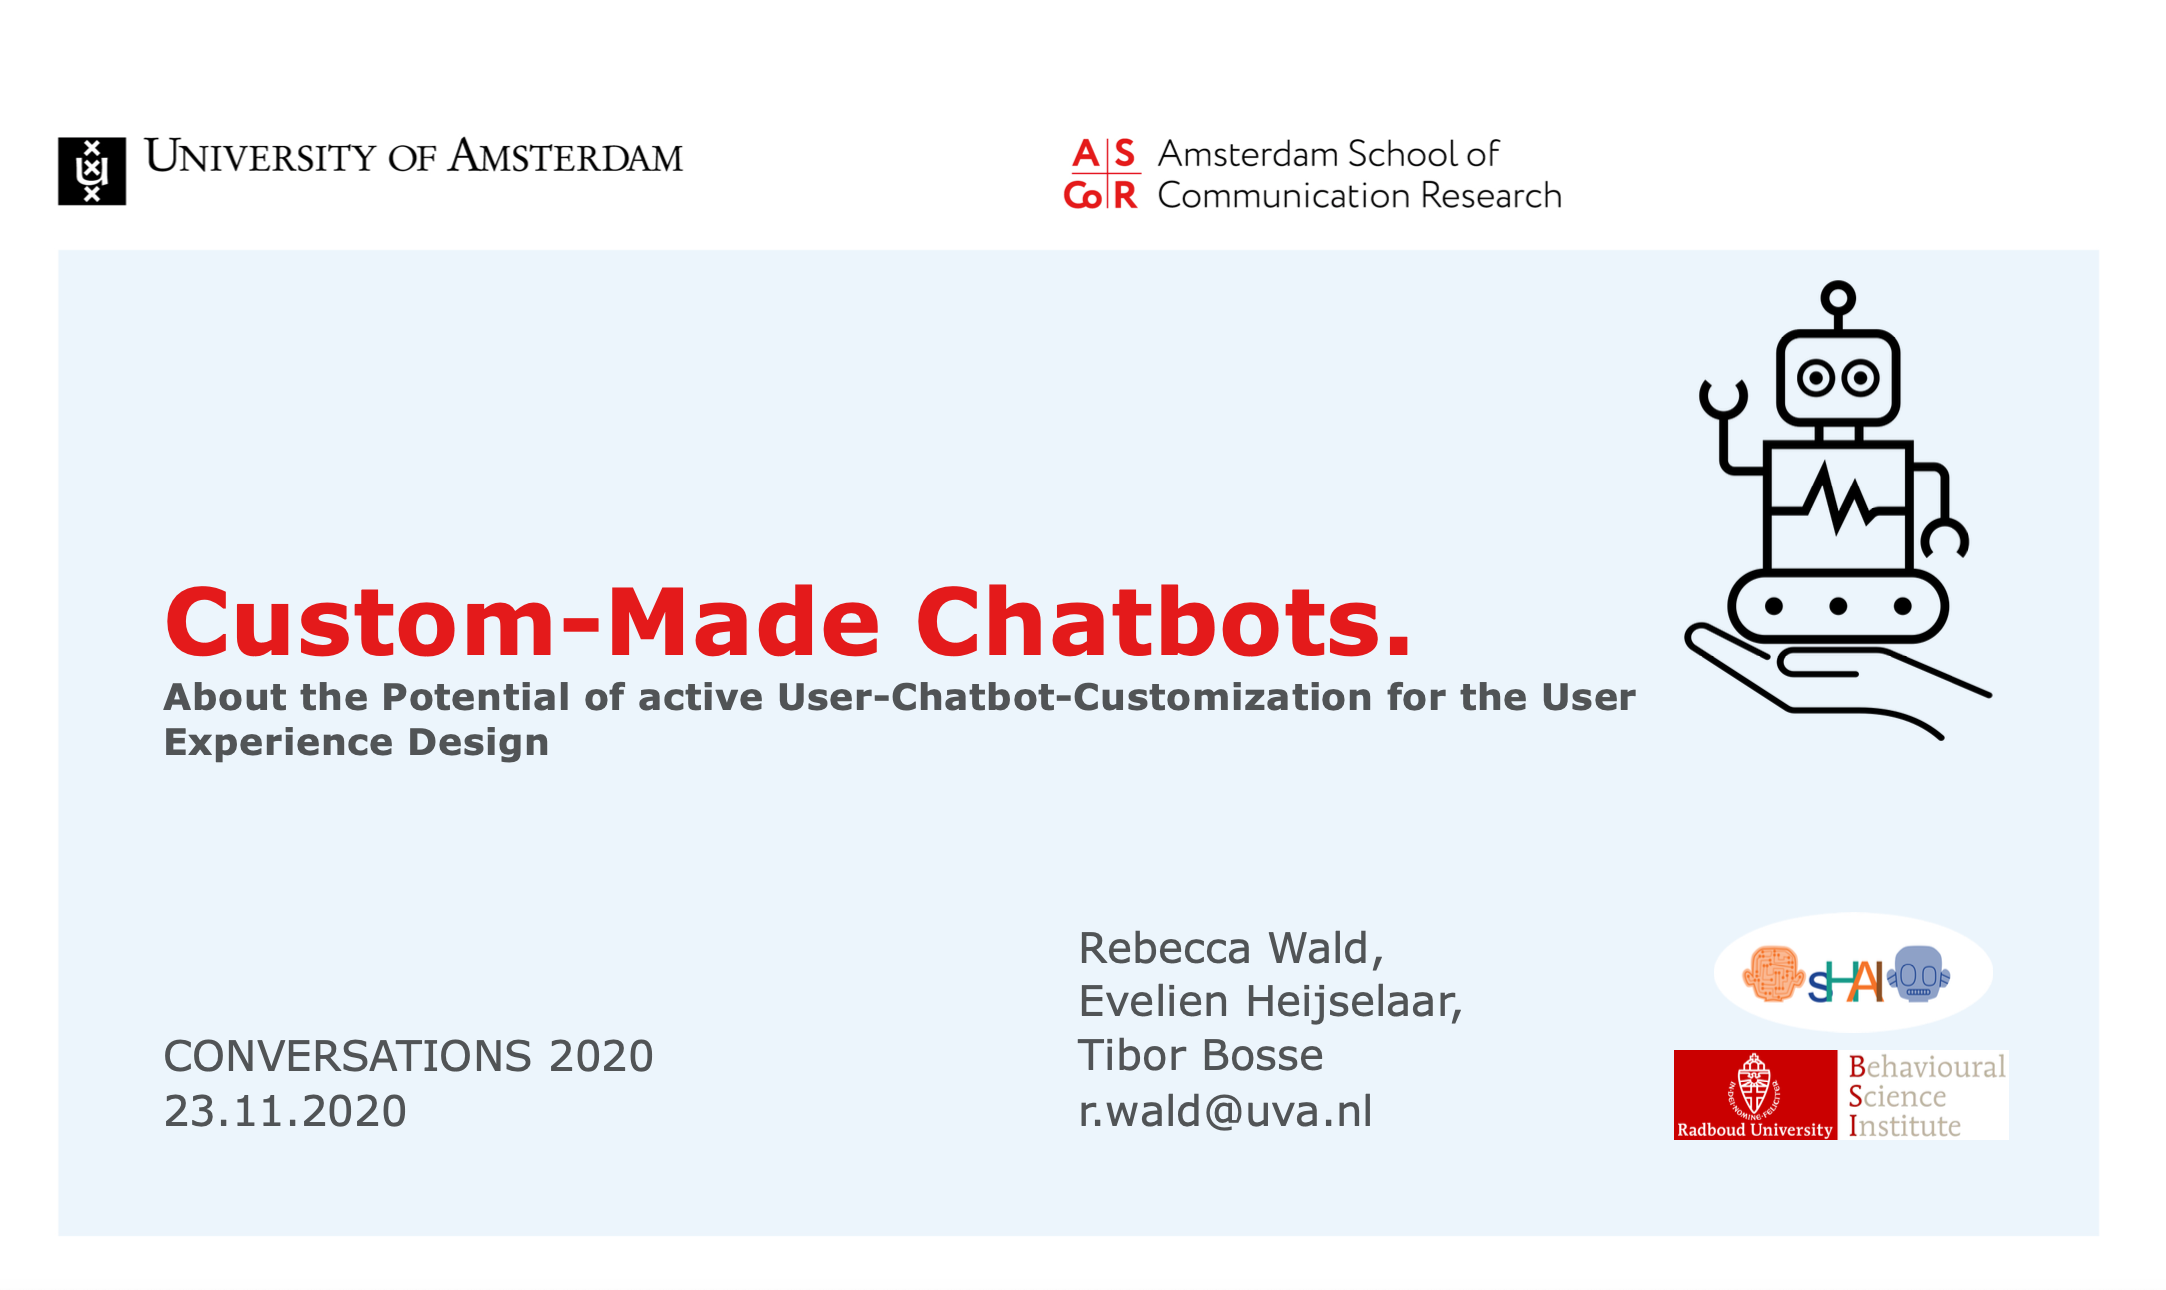 UNIVERSITY OF AMSTERDAM
A S
Co R
Amsterdam School of
Communication Research
Custom-Made Chatbots.
About the Potential of active User-Chatbot-Customization for the User
Experience Design
CONVERSATIONS 2020
23.11.2020
Rebecca Wald,
Evelien Heijselaar,
Tibor Bosse
r.wald@uva.nl
sHAI
IN·DEI·NOMINE·FELICITER
Radboud University
Behavioural
Science
Institute